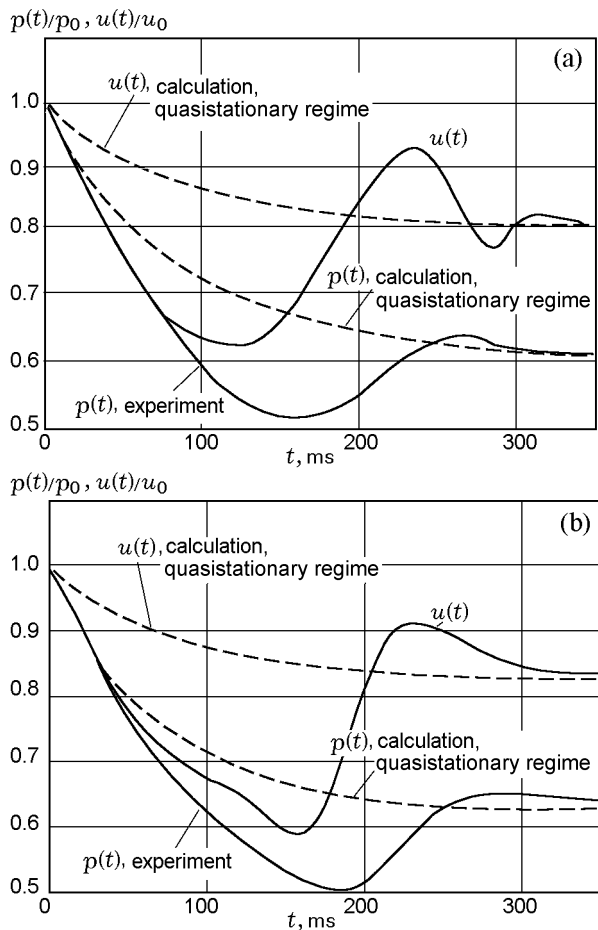 p(t)/p₀ , u(t)/u₀
(a)
u(t), calculation,
quasistationary regime
1.0
u(t)
0.9
0.8
p(t), calculation,
quasistationary regime
0.7
0.6
p(t), experiment
0.5
0 100 200 300
t, ms
p(t)/p₀ , u(t)/u₀
(b)
u(t), calculation,
quasistationary regime
1.0
u(t)
0.9
0.8
p(t), calculation,
quasistationary regime
0.7
0.6
p(t), experiment
0.5
0 100 200 300
t, ms